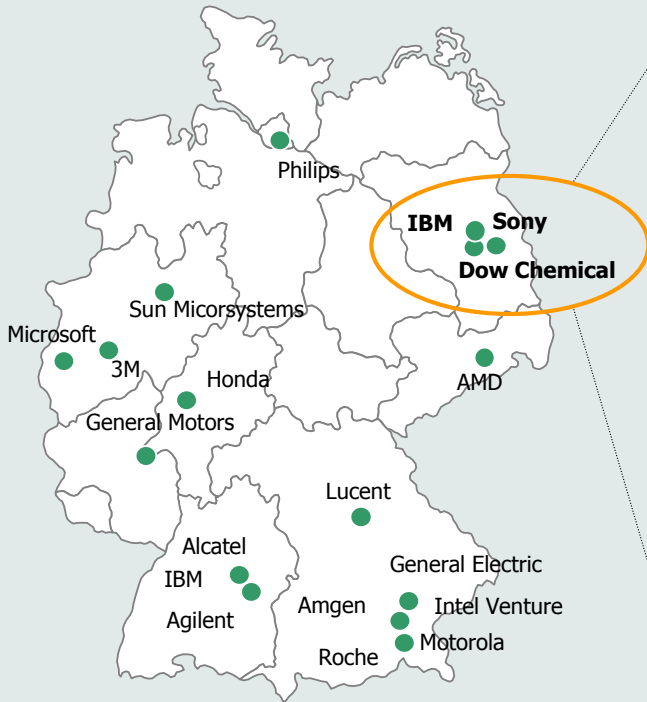 Philips
IBM
Sony
Dow Chemical
Sun Micorsystems
Microsoft
3M
Honda
AMD
General Motors
Lucent
Alcatel
General Electric
IBM
Amgen
Intel Venture
Agilent
Motorola
Roche